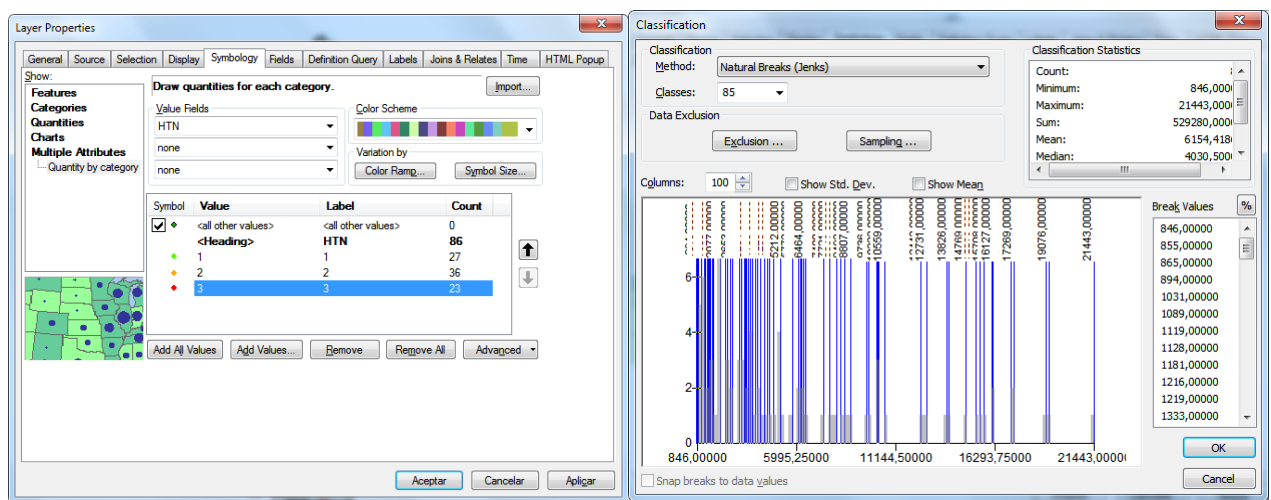 Layer Properties
General Source Selection Display Symbology Fields Definition Query Labels Joins & Relates Time HTML Popup
Show:
Features
Categories
Quantities
Charts
Multiple Attributes
Quantity by category
Draw quantities for each category.
Import...
Value Fields
HTN
none
none
Color Scheme
Variation by
Color Ramp...
Symbol Size...
Symbol Value Label Count
<all other values> <all other values> 0
<Heading> HTN 86
1 1 27
2 2 36
3 3 23
Add All Values Add Values... Remove Remove All Advanced
Aceptar Cancelar Aplicar
Classification
Classification
Method: Natural Breaks (Jenks)
Classes: 85
Data Exclusion
Exclusion ... Sampling ...
Classification Statistics
Count:
Minimum: 846,000
Maximum: 21443,000
Sum: 529280,000
Mean: 6154,418
Median: 4030,500
Columns: 100 Show Std. Dev. Show Mean
5212,00000
6464,00000
8807,00000
10659,00000
12731,00000
13826,00000
14769,00000
16127,00000
17269,00000
19076,00000
21443,00000
6
4
2
0
846,00000 5995,25000 11144,50000 16293,75000 21443,0000
Snap breaks to data values
Break Values %
846,00000
855,00000
865,00000
894,00000
1031,00000
1089,00000
1119,00000
1128,00000
1181,00000
1216,00000
1219,00000
1333,00000
OK
Cancel